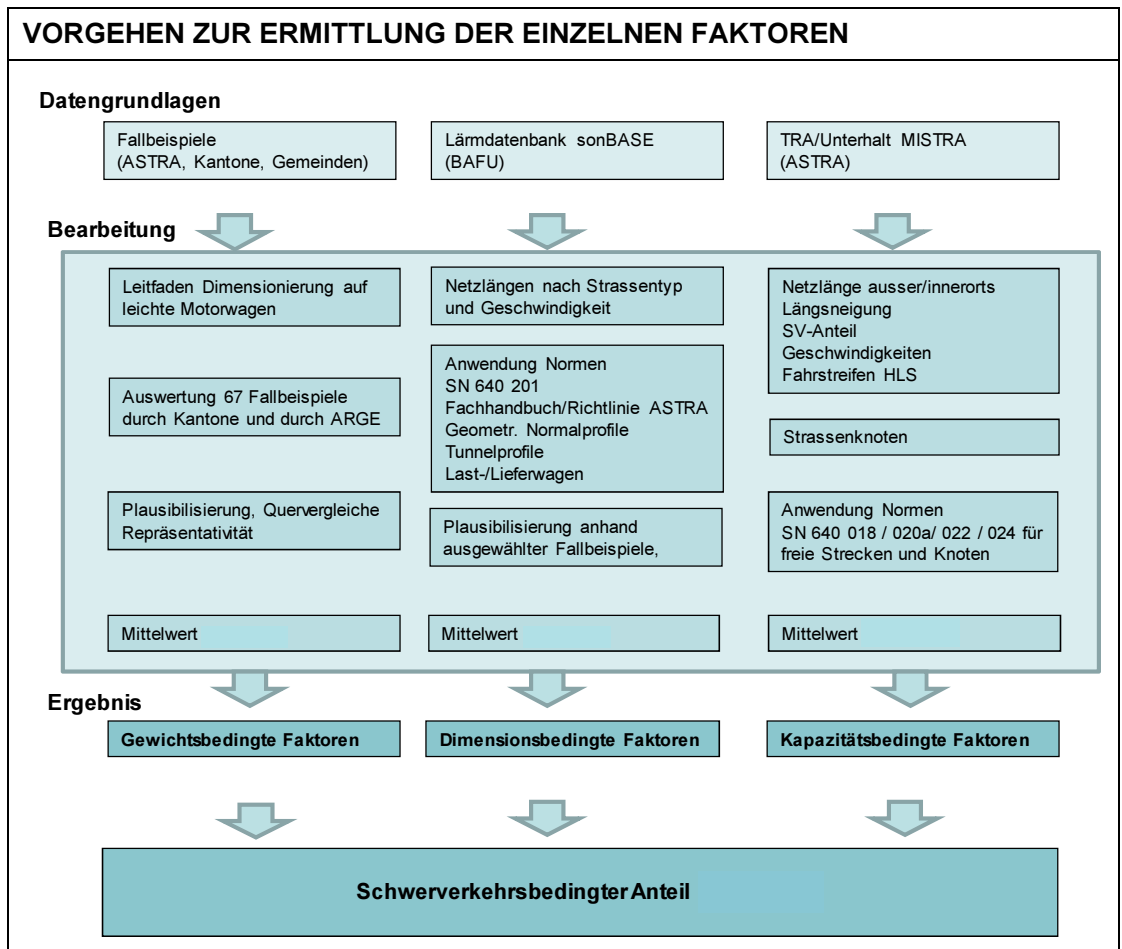 VORGEHEN ZUR ERMITTLUNG DER EINZELNEN FAKTOREN
Datengrundlagen
Fallbeispiele
(ASTRA, Kantone, Gemeinden)
Lärmdatenbank sonBASE
(BAFU)
TRA/Unterhalt MISTRA
(ASTRA)
Bearbeitung
Leitfaden Dimensionierung auf
leichte Motorwagen
Auswertung 67 Fallbeispiele
durch Kantone und durch ARGE
Plausibilisierung, Quervergleiche
Repräsentativität
Mittelwert
Netzlängen nach Strassentyp
und Geschwindigkeit
Anwendung Normen
SN 640 201
Fachhandbuch/Richtlinie ASTRA
Geometr. Normalprofile
Tunnelprofile
Last-/Lieferwagen
Plausibilisierung anhand
ausgewählter Fallbeispiele,
Mittelwert
Netzlänge ausser/innerorts
Längsneigung
SV-Anteil
Geschwindigkeiten
Fahrstreifen HLS
Strassenknoten
Anwendung Normen
SN 640 018 / 020a/ 022 / 024 für
freie Strecken und Knoten
Mittelwert
Ergebnis
Gewichtsbedingte Faktoren
Dimensionsbedingte Faktoren
Kapazitätsbedingte Faktoren
Schwerverkehrsbedingter Anteil